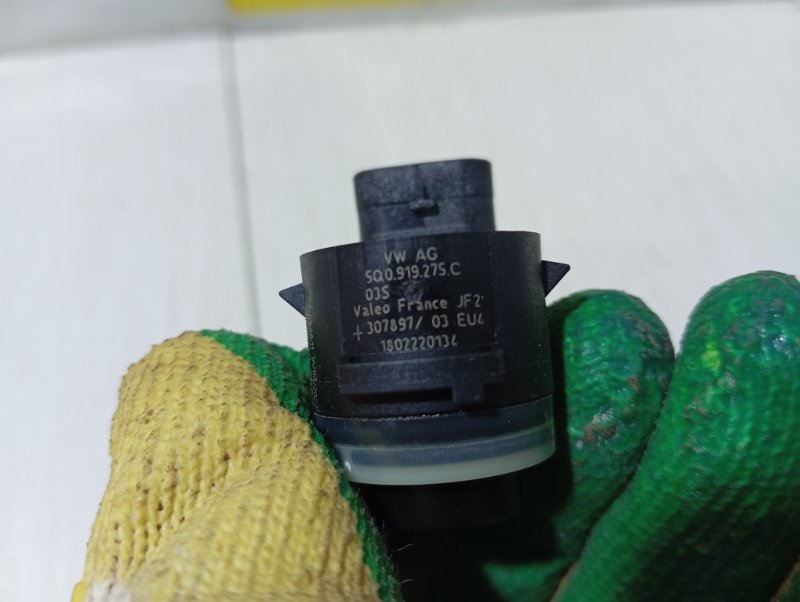 VW AG
5Q0.919.275.C
03S
Valeo France JF2
+307897/ 03 EU4
1802220134